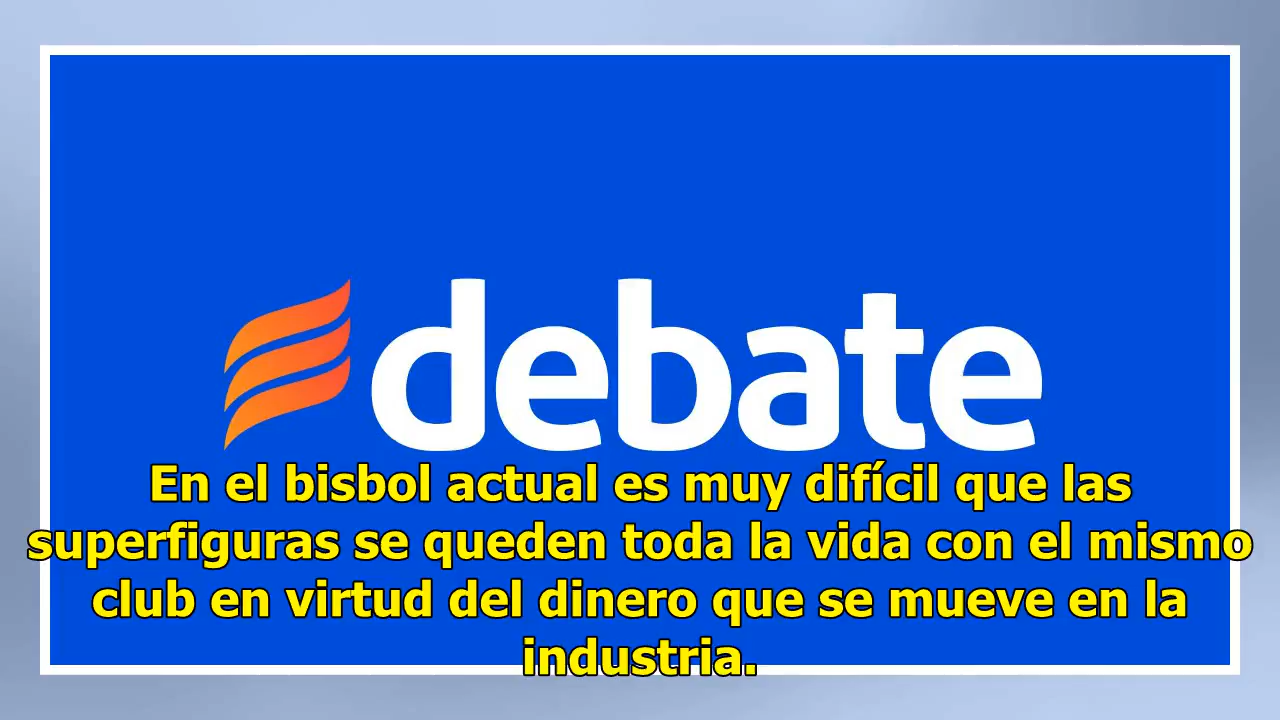 debate
En el bisbol actual es muy difícil que las
superfiguras se queden toda la vida con el mismo
club en virtud del dinero que se mueve en la
industria.